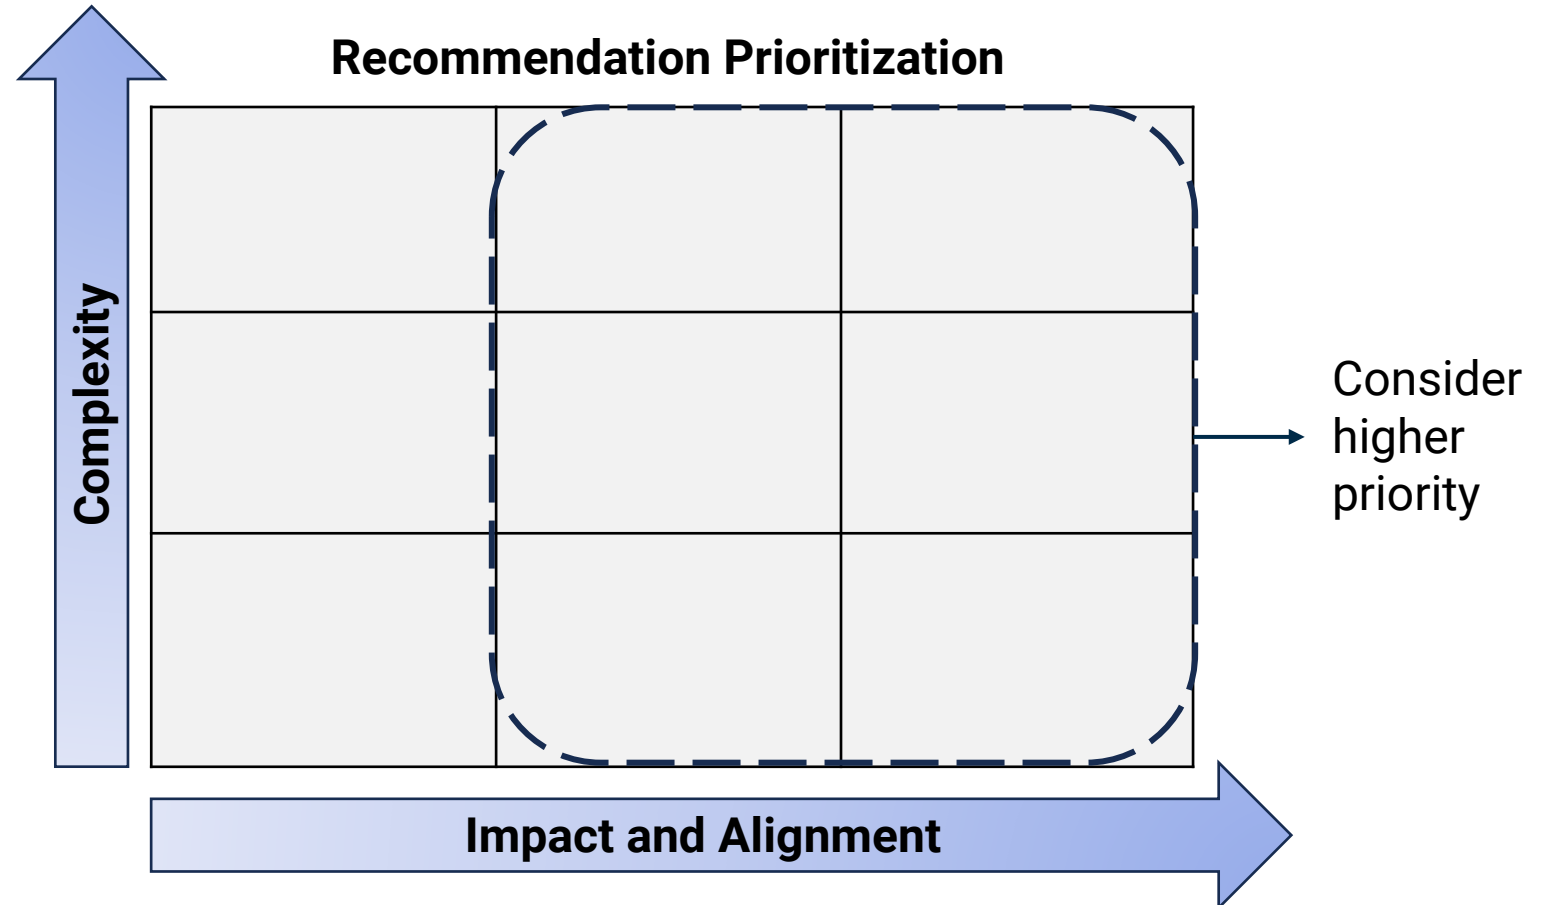 Recommendation Prioritization
Complexity
Consider
higher
priority
Impact and Alignment